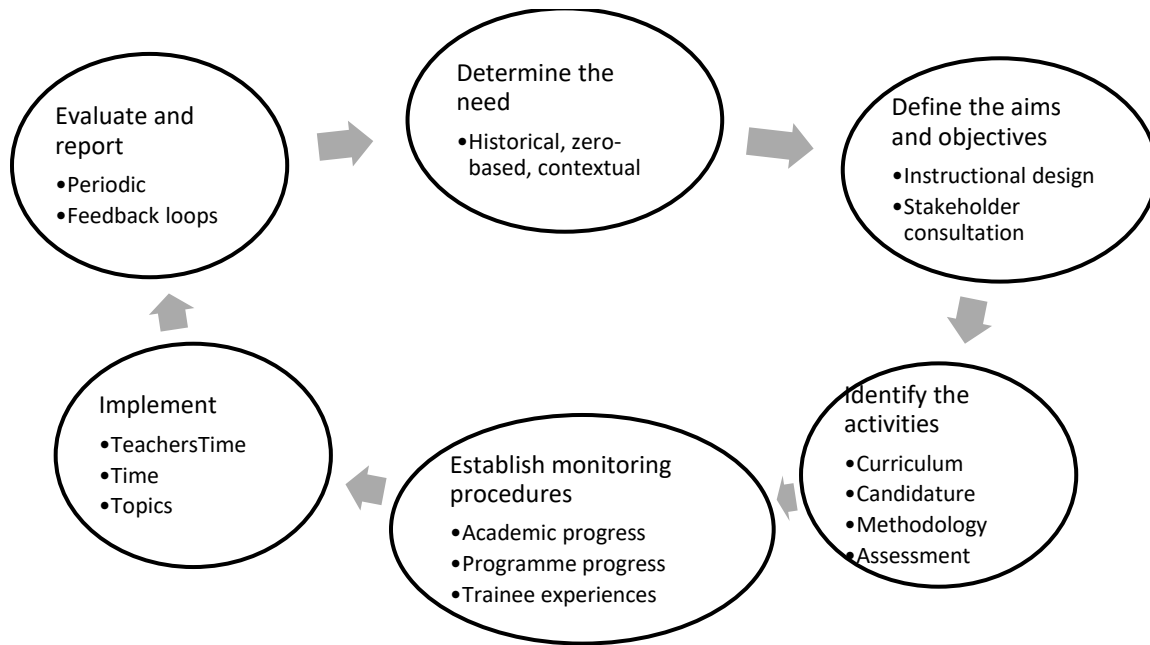 Determine the
need
•Historical, zero-
based, contextual
Define the aims
and objectives
•Instructional design
•Stakeholder
consultation
Identify the
activities
•Curriculum
•Candidature
•Methodology
•Assessment
Establish monitoring
procedures
•Academic progress
•Programme progress
•Trainee experiences
Implement
•TeachersTime
•Time
•Topics
Evaluate and
report
•Periodic
•Feedback loops